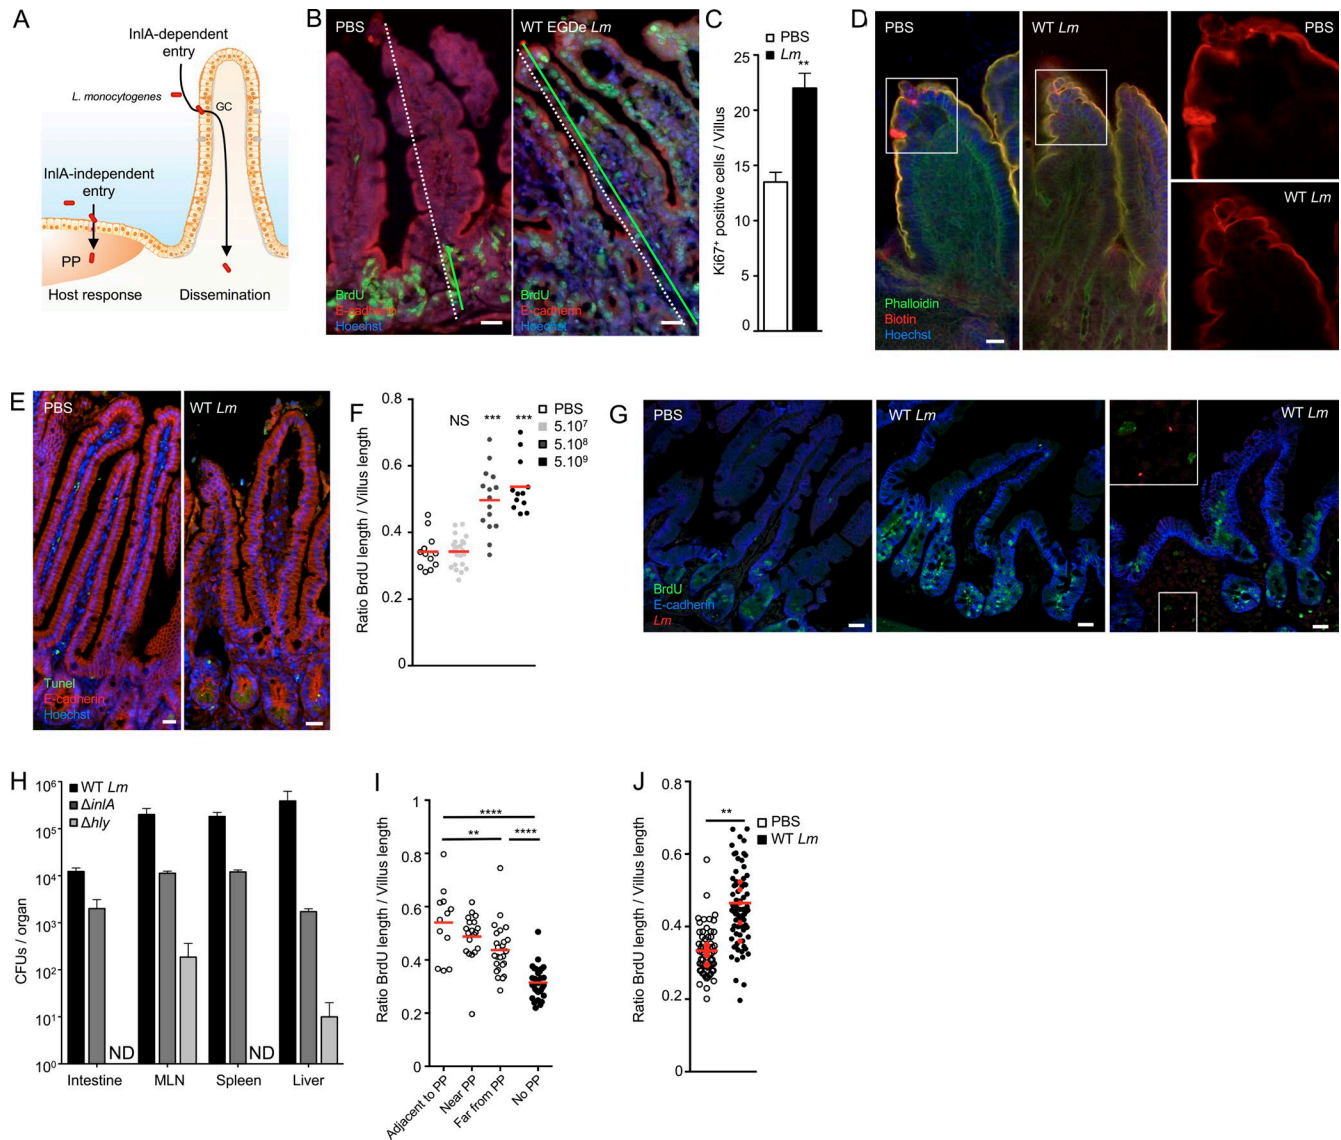 A
InlA-dependent
entry
L. monocytogenes
GC
InlA-independent
entry
PP
Host response
Dissemination
B
PBS
BrdU
E-cadherin
Hoechst
WT EGDe Lm
BrdU
E-cadherin
Hoechst
C
PBS
Lm
**
Ki67+ positive cells / Villus
25
20
15
10
5
0
D
PBS
Phalloidin
Biotin
Hoechst
WT Lm
PBS
WT Lm
E
PBS
Tunel
E-cadherin
Hoechst
WT Lm
F
Ratio BrdU length / Villus length
0.8
0.6
0.4
0.2
0
NS
***
***
PBS
5.10⁷
5.10⁸
5.10⁹
G
PBS
BrdU
E-cadherin
Lm
WT Lm
WT Lm
H
CFUs / organ
10⁶
10⁵
10⁴
10³
10²
10¹
10⁰
WT Lm
ΔinlA
Δhly
ND
ND
Intestine
MLN
Spleen
Liver
I
Ratio BrdU length / Villus length
1
0.8
0.6
0.4
0.2
0
****
**
****
Adjacent to PP
Near PP
Far from PP
No PP
J
Ratio BrdU length / Villus length
0.8
0.6
0.4
0.2
0
**
PBS
WT Lm